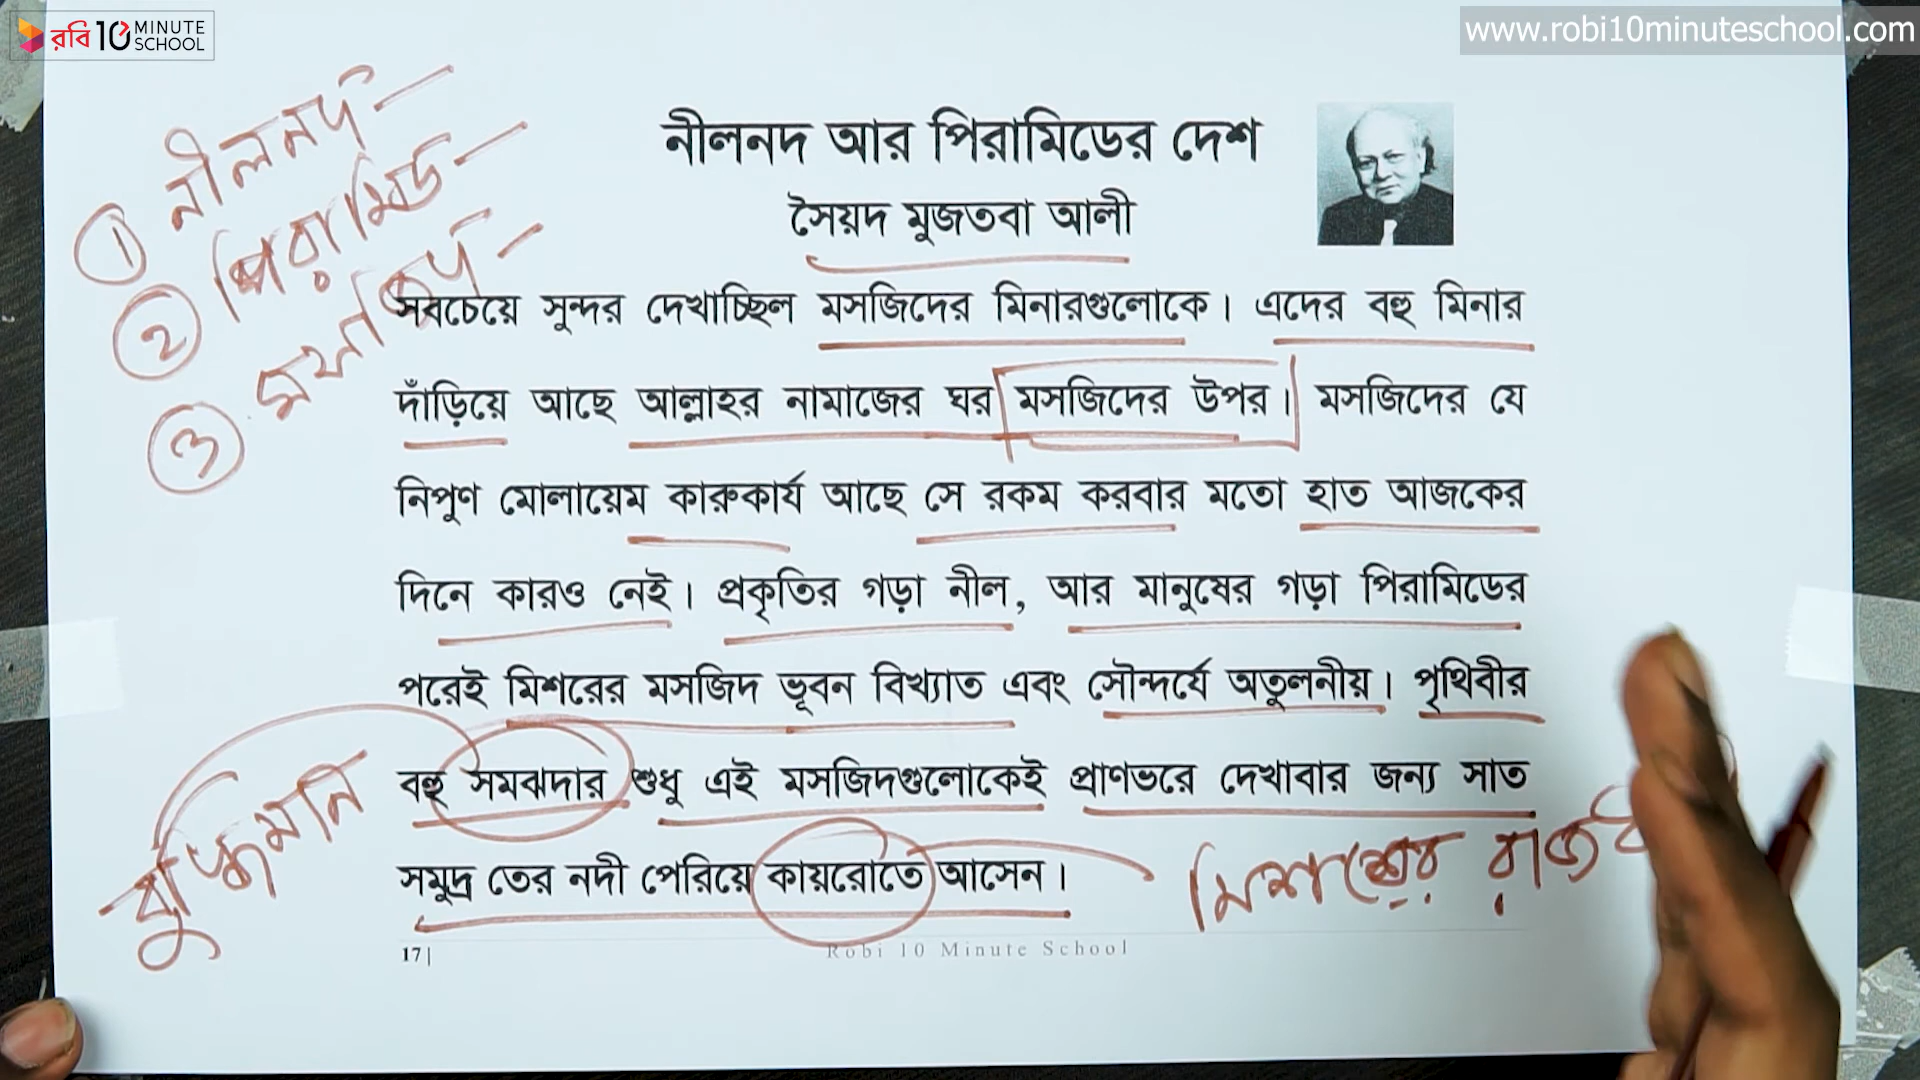 রবি 10 MINUTE SCHOOL
www.robi10minuteschool.com
নীলনদ আর পিরামিডের দেশ
সৈয়দ মুজতবা আলী
① নীলনদ -
② পিরামিড -
③ মসজিদ -
সবচেয়ে সুন্দর দেখাচ্ছিল মসজিদের মিনারগুলোকে। এদের বহু মিনার
দাঁড়িয়ে আছে আল্লাহর নামাজের ঘর মসজিদের উপর। মসজিদের যে
নিপুণ মোলায়েম কারুকার্য আছে সে রকম করবার মতো হাত আজকের
দিনে কারও নেই। প্রকৃতির গড়া নীল, আর মানুষের গড়া পিরামিডের
পরেই মিশরের মসজিদ ভূবন বিখ্যাত এবং সৌন্দর্যে অতুলনীয়। পৃথিবীর
বহু সমঝদার শুধু এই মসজিদগুলোকেই প্রাণভরে দেখাবার জন্য সাত
সমুদ্র তের নদী পেরিয়ে কায়রোতে আসেন।
মিশরের
17|
Robi 10 Minute School